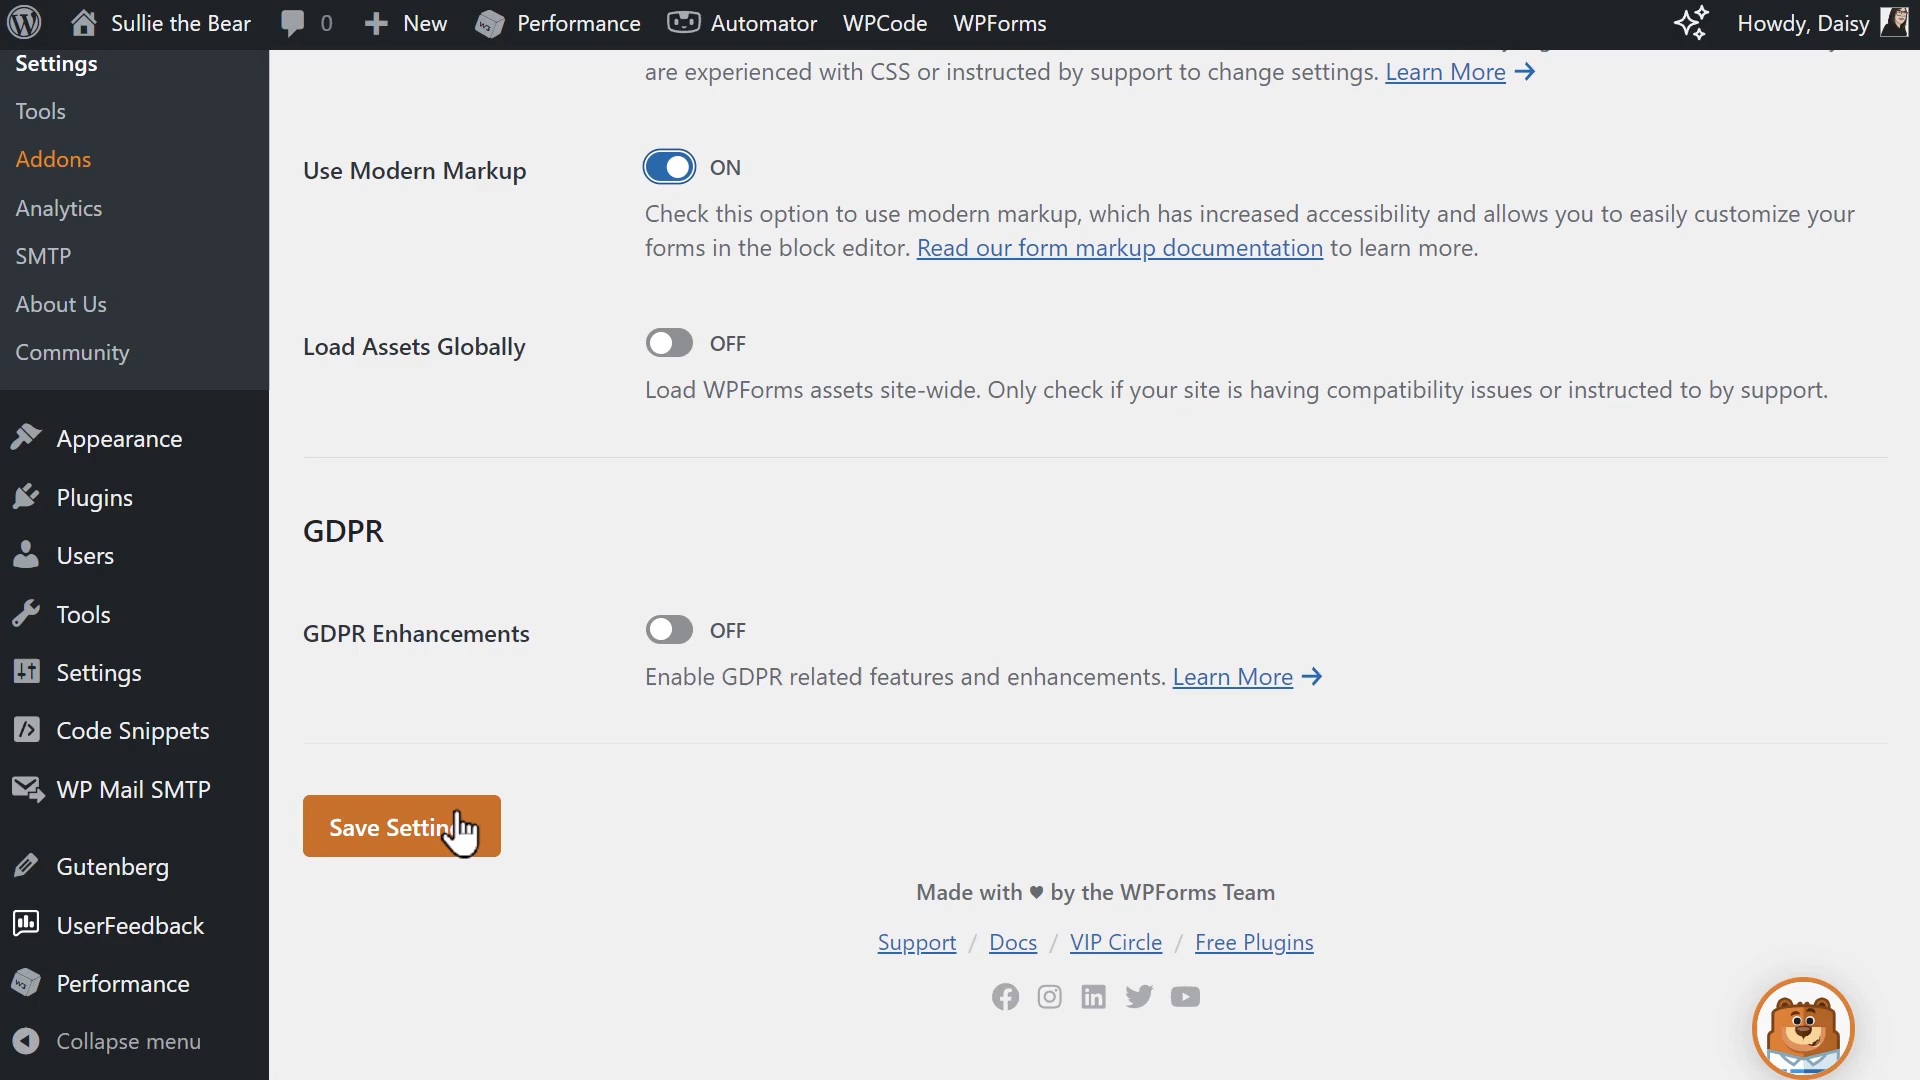 Sullie the Bear
0
New
Performance
Automator
WPCode
WPForms
Howdy, Daisy
Settings
Tools
Addons
Analytics
SMTP
About Us
Community
Appearance
Plugins
Users
Tools
Settings
Code Snippets
WP Mail SMTP
Gutenberg
UserFeedback
Performance
Collapse menu
are experienced with CSS or instructed by support to change settings. Learn More →
Use Modern Markup
ON
Check this option to use modern markup, which has increased accessibility and allows you to easily customize your
forms in the block editor. Read our form markup documentation to learn more.
Load Assets Globally
OFF
Load WPForms assets site-wide. Only check if your site is having compatibility issues or instructed to by support.
GDPR
GDPR Enhancements
OFF
Enable GDPR related features and enhancements. Learn More →
Save Settin
Made with ♥ by the WPForms Team
Support / Docs / VIP Circle / Free Plugins